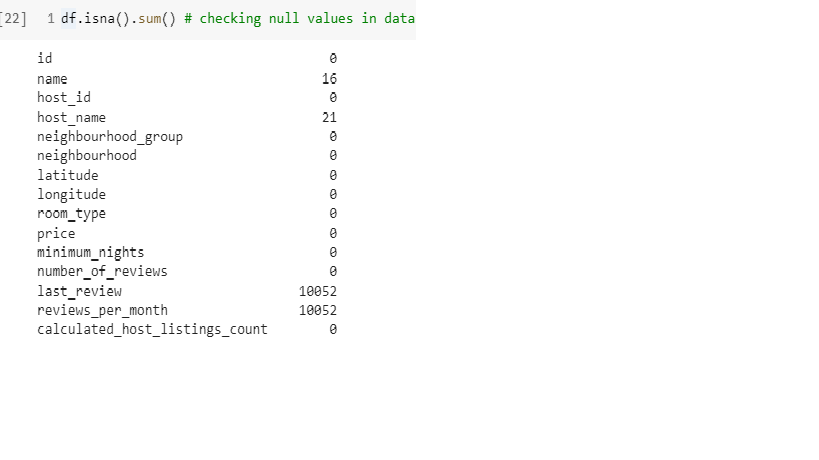 [22] 1 df.isna().sum() # checking null values in data
id 0
name 16
host_id 0
host_name 21
neighbourhood_group 0
neighbourhood 0
latitude 0
longitude 0
room_type 0
price 0
minimum_nights 0
number_of_reviews 0
last_review 10052
reviews_per_month 10052
calculated_host_listings_count 0